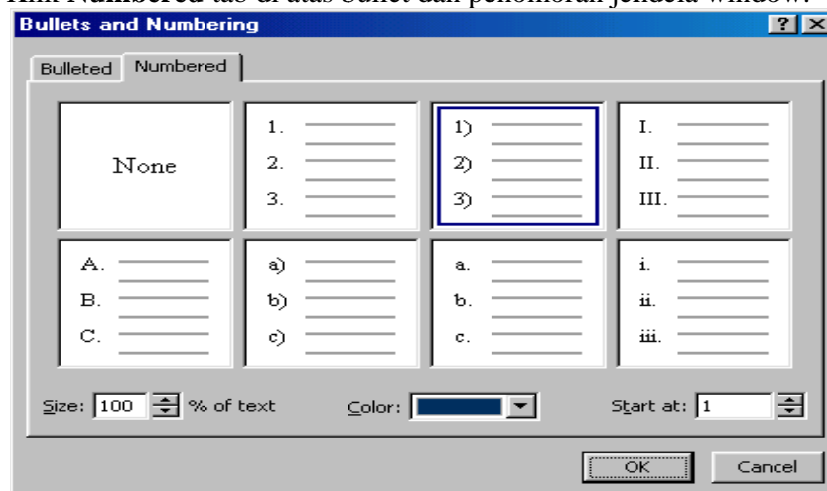 Klik Numbered tab di atas bullet dan penomoran jendela window.
Bullets and Numbering
Bulleted Numbered
None
1.
2.
3.
1)
2)
3)
I.
II.
III.
A.
B.
C.
a)
b)
c)
a.
b.
c.
i.
ii.
iii.
Size: 100 % of text Color: Start at: 1
OK Cancel